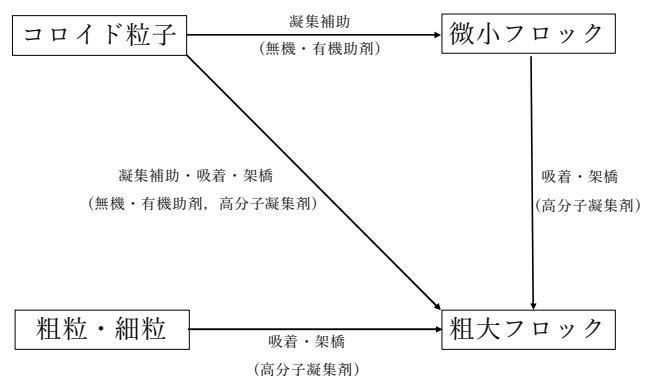 コロイド粒子
凝集補助
(無機・有機助剤)
微小フロック
凝集補助・吸着・架橋
(無機・有機助剤,高分子凝集剤)
吸着・架橋
(高分子凝集剤)
粗粒・細粒
吸着・架橋
(高分子凝集剤)
粗大フロック